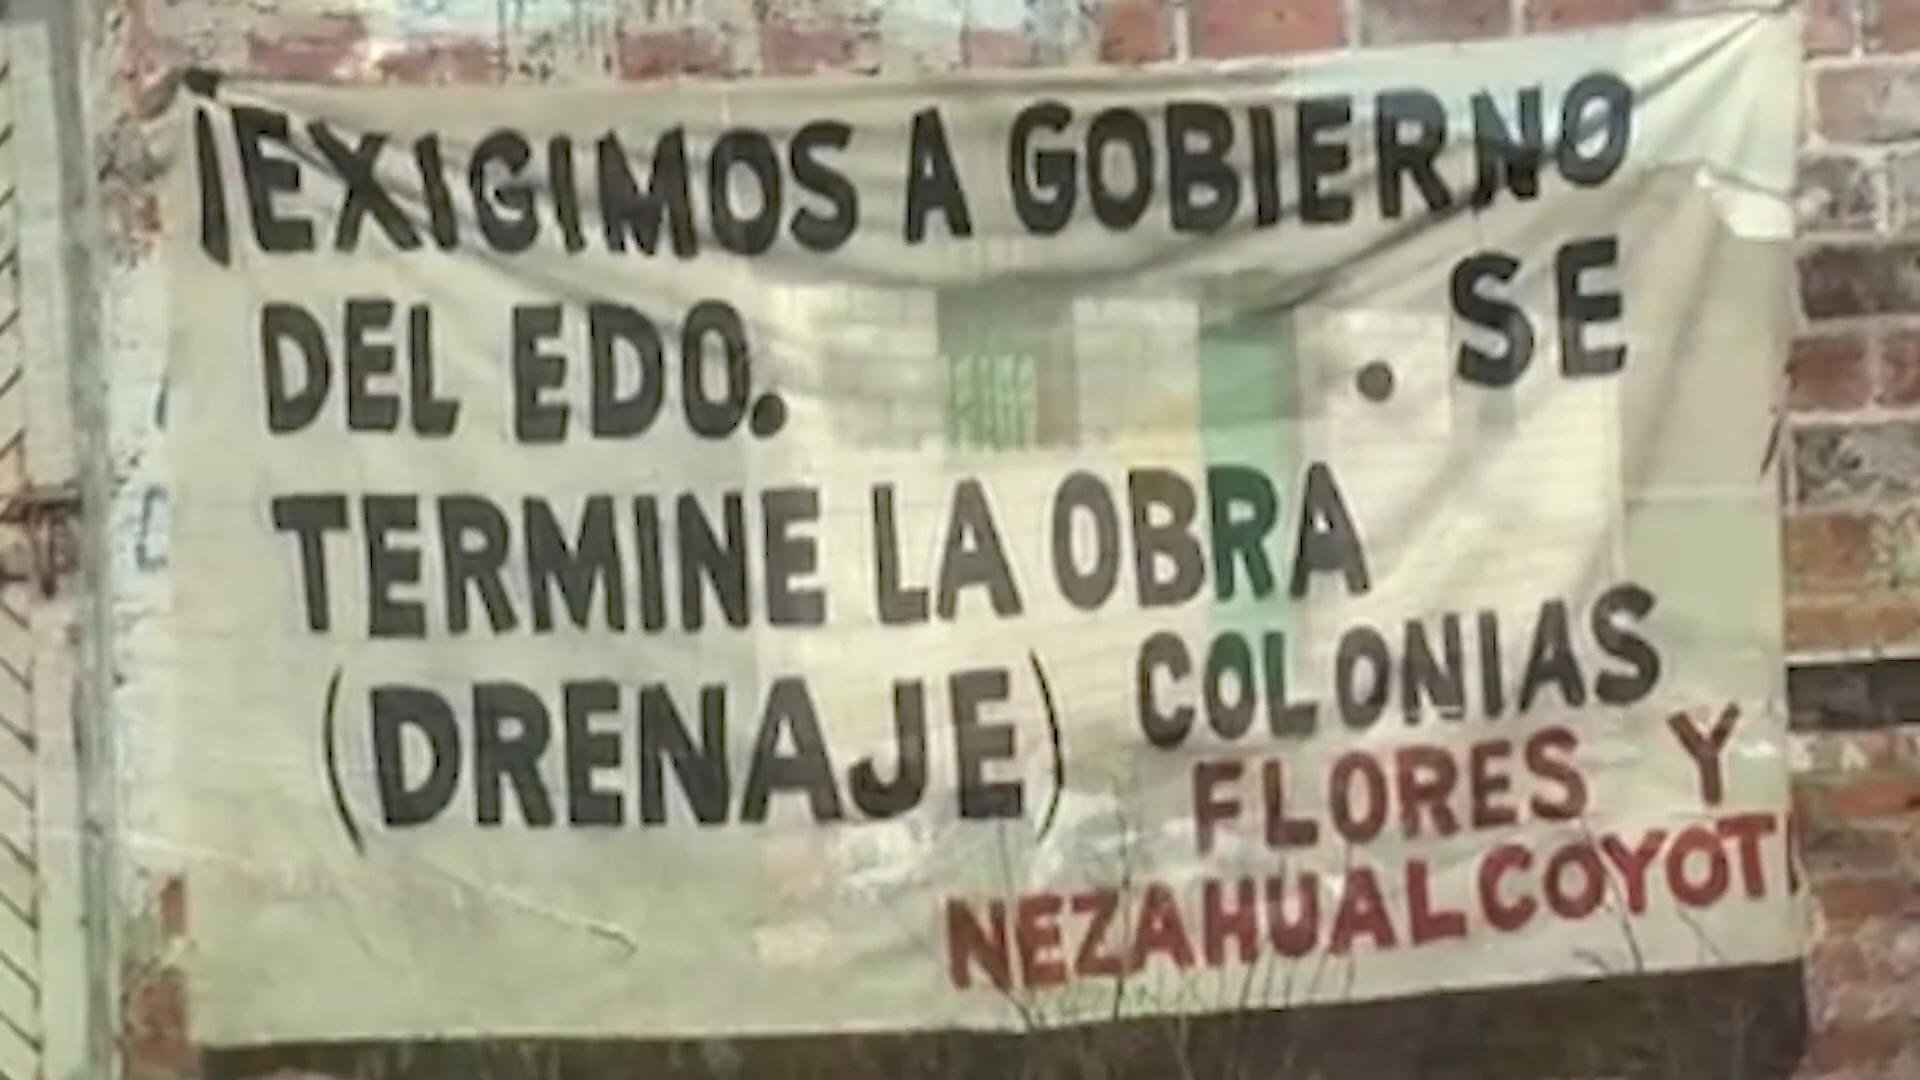 ¡EXIGIMOS A GOBIERNO
DEL EDO. . SE
TERMINE LA OBRA
(DRENAJE) COLONIAS
FLORES Y
NEZAHUALCOYOTL